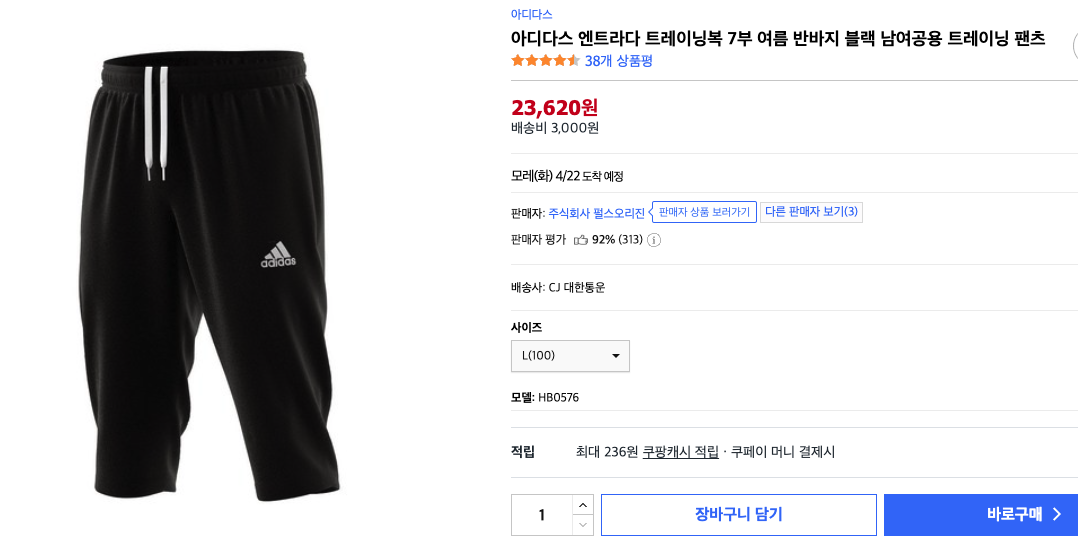 아디다스
아디다스 엔트라다 트레이닝복 7부 여름 반바지 블랙 남여공용 트레이닝 팬츠
38개 상품평
23,620원
배송비 3,000원
모레(화) 4/22 도착 예정
판매자: 주식회사 펄스오리진 판매자 상품 보러가기 다른 판매자 보기(3)
판매자 평가 92% (313)
배송사: CJ 대한통운
사이즈
L(100)
모델: HB0576
적립 최대 236원 쿠팡캐시 적립 · 쿠페이 머니 결제시
1 장바구니 담기 바로구매
adidas